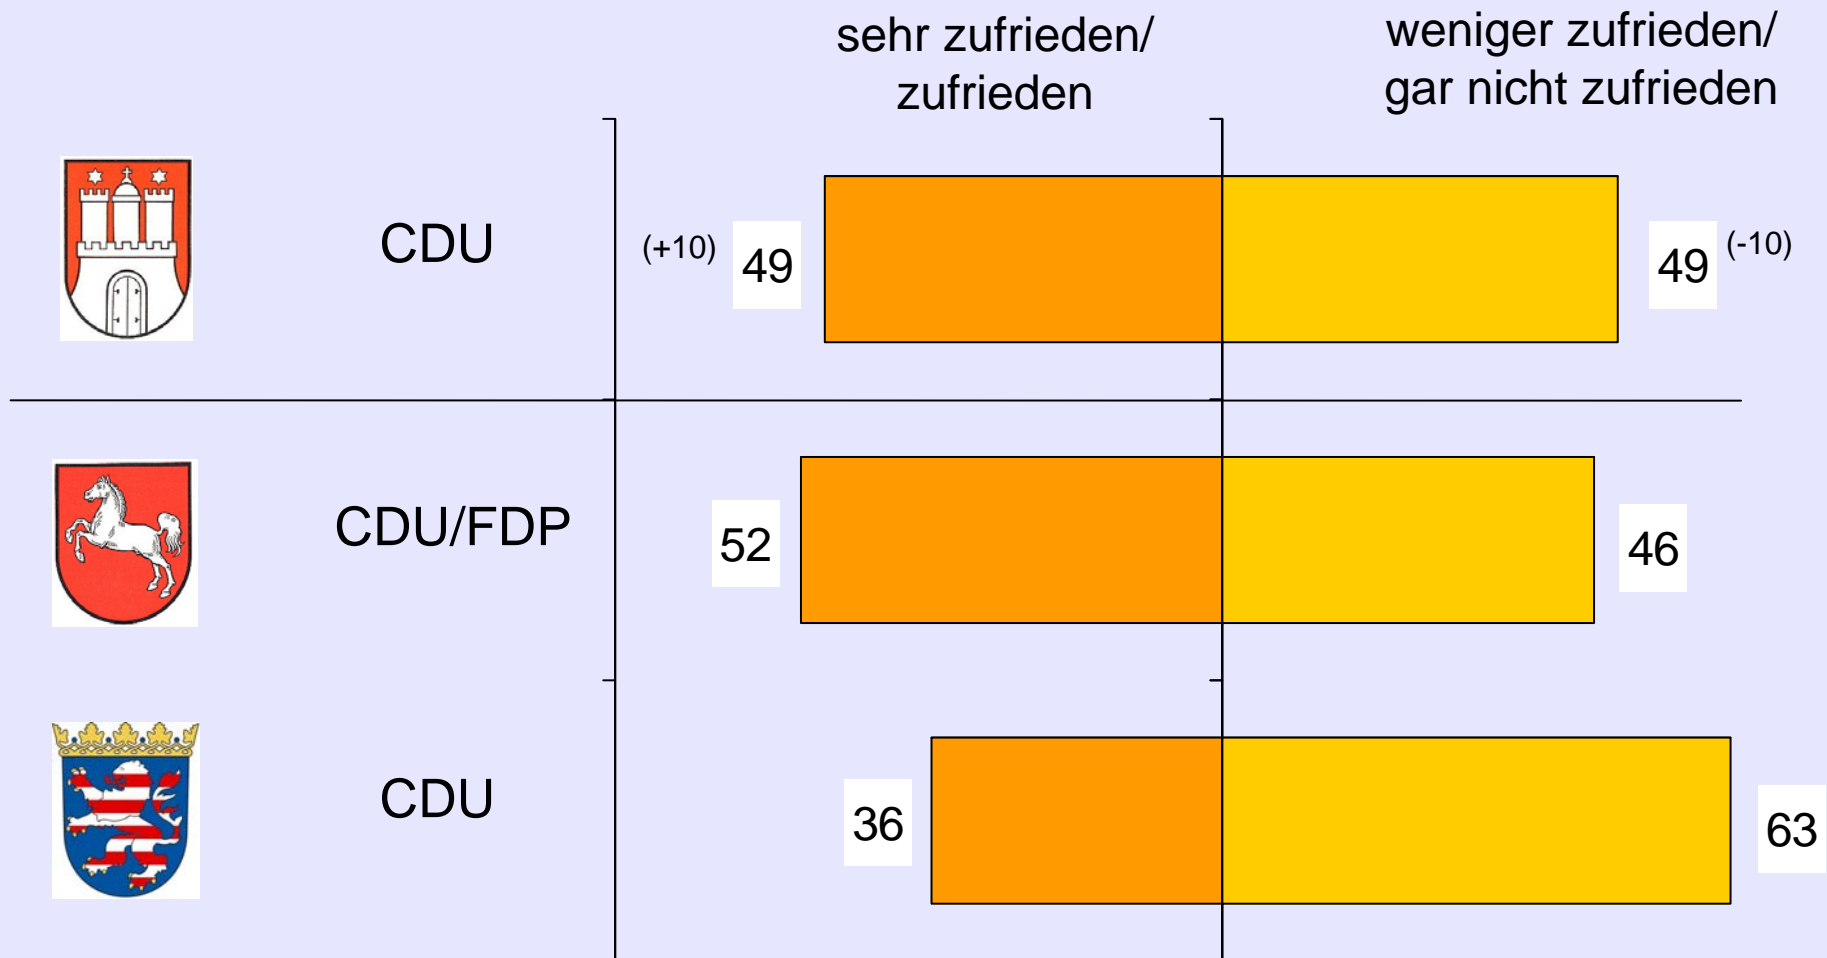 sehr zufrieden/
zufrieden
weniger zufrieden/
gar nicht zufrieden
CDU (+10) 49 49 (-10)
CDU/FDP 52 46
CDU 36 63